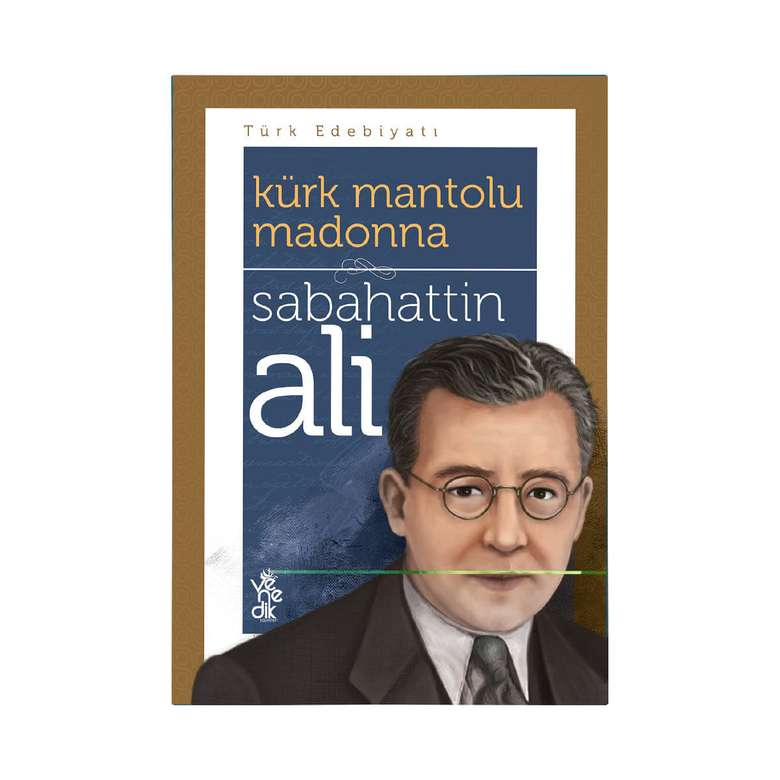 Türk Edebiyatı
kürk mantolu
madonna
sabahattin
ali
venedik